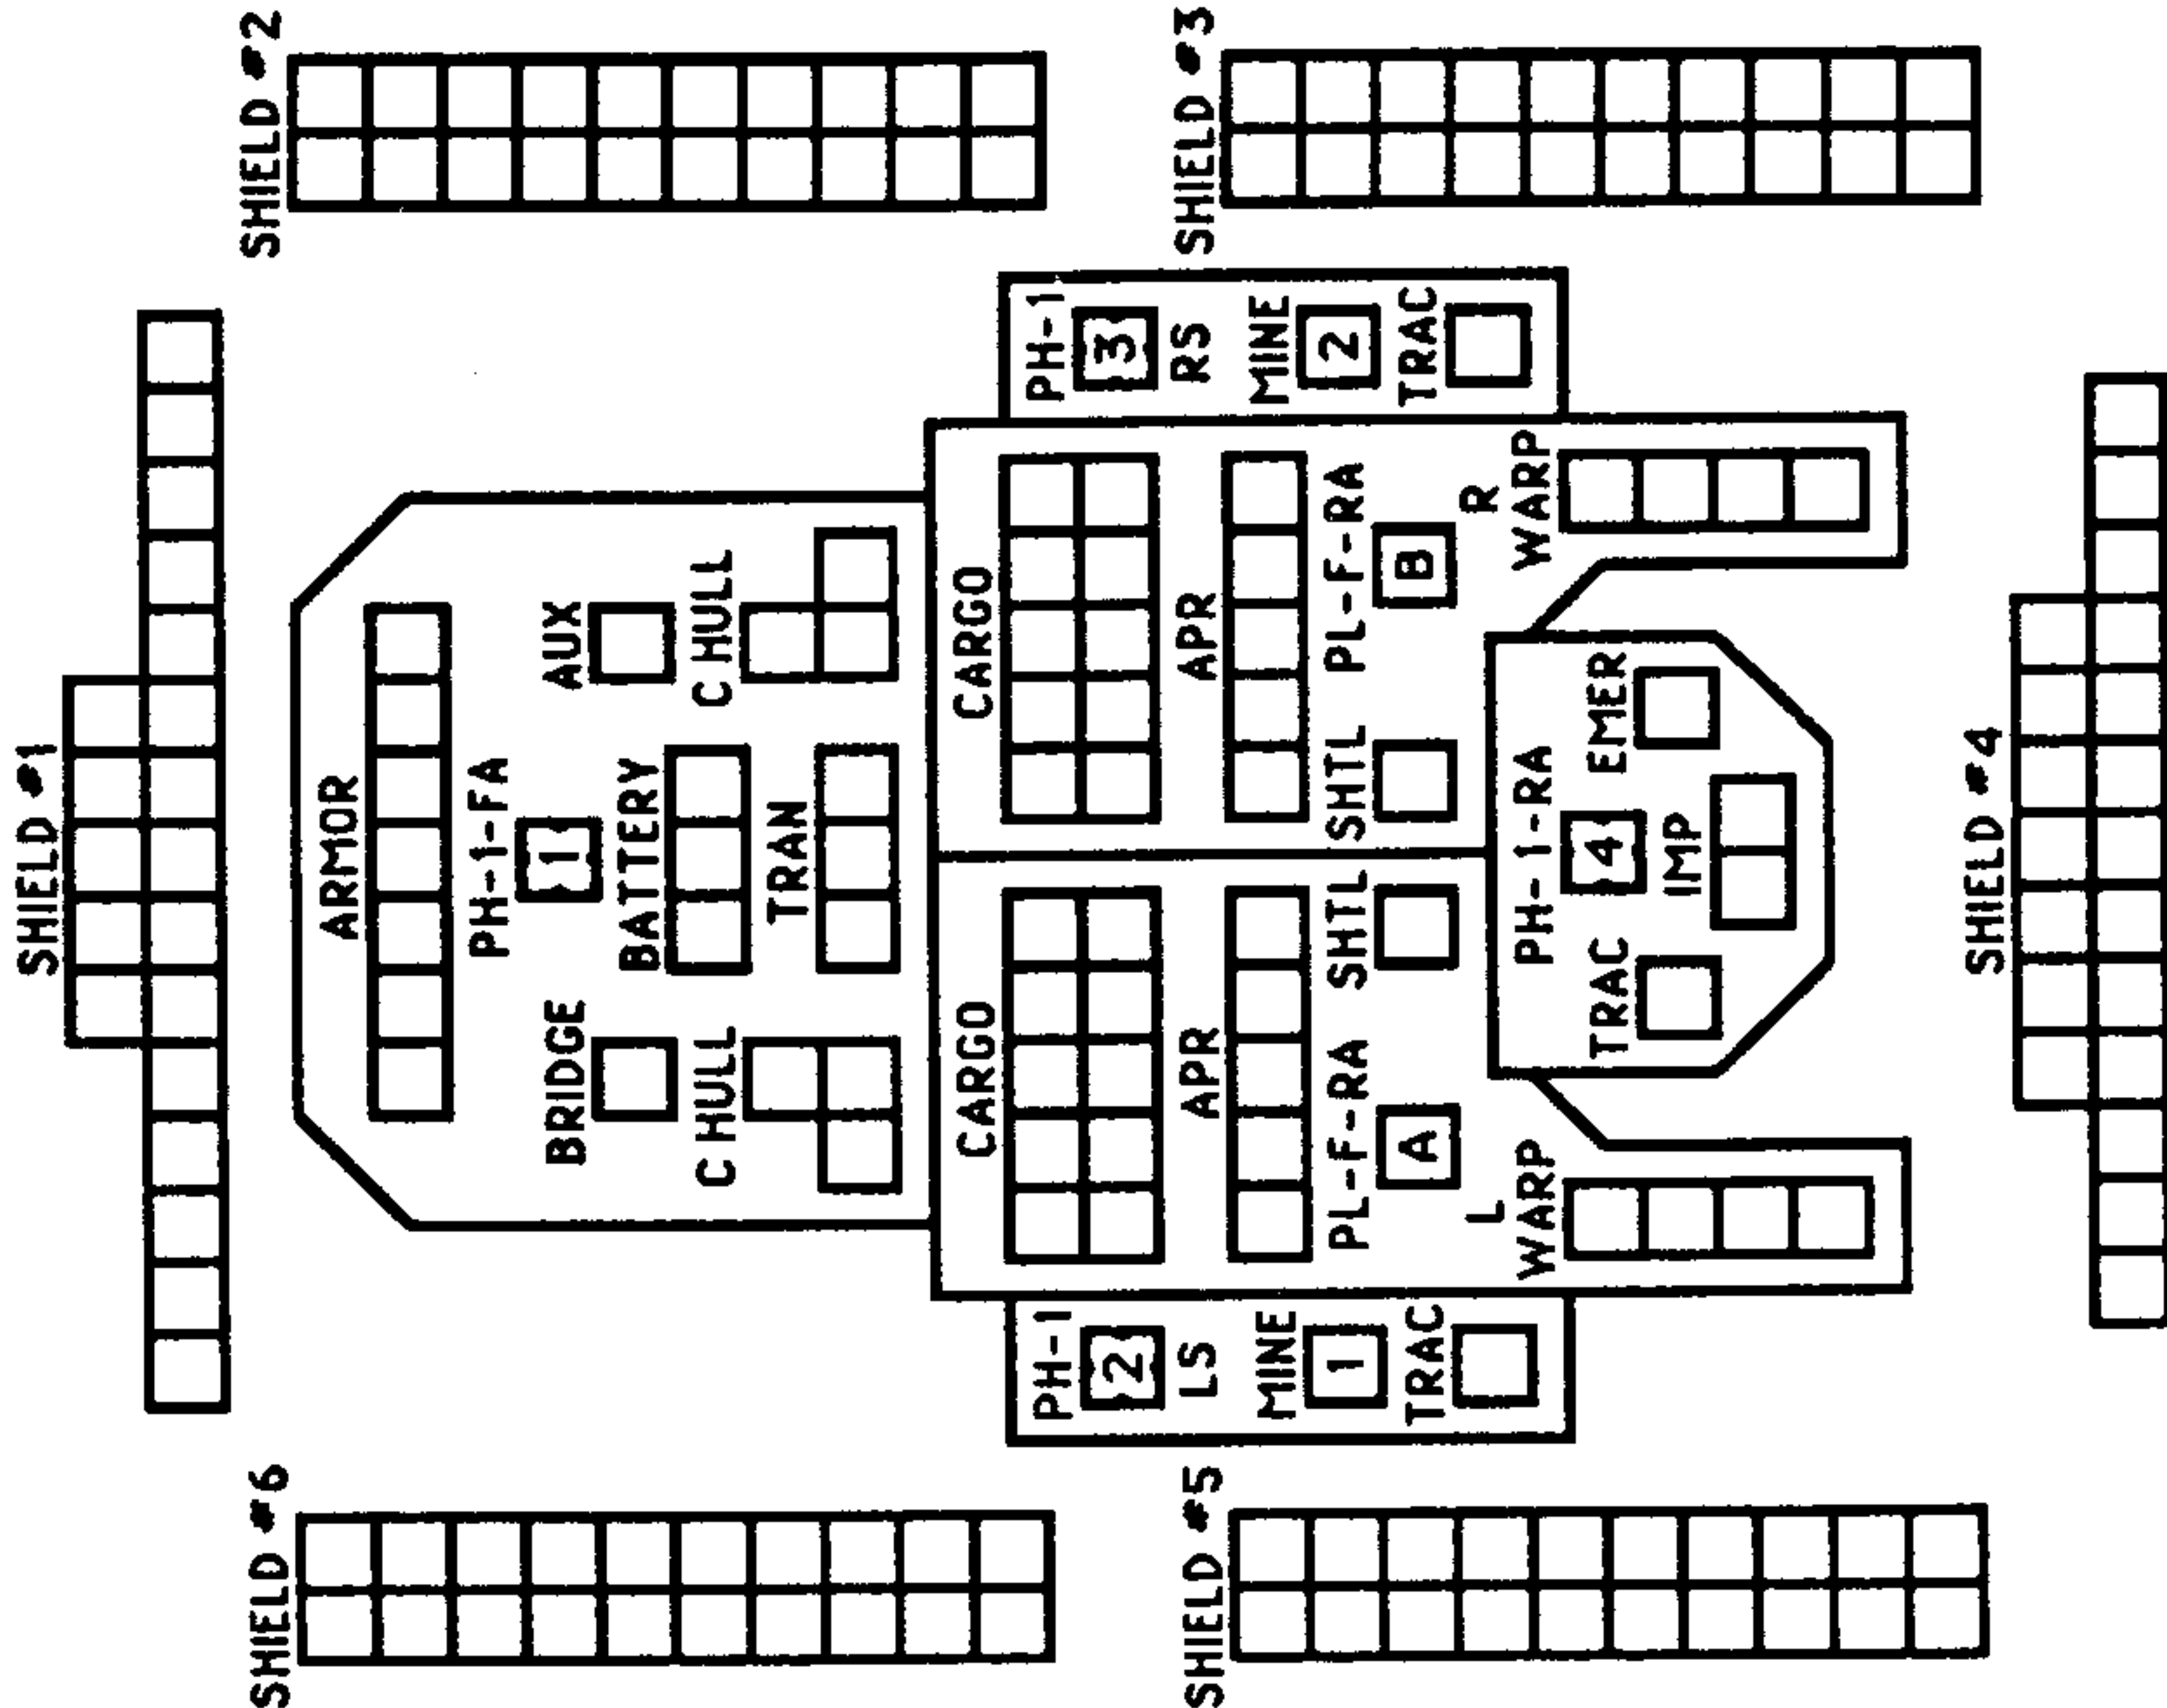 SHIELD #1
SHIELD #6
SHIELD #2
ARMOR
PH-1-FA
1
BRIDGE
AUX
BATTERY
C HULL
C HULL
TRAN
CARGO
CARGO
PH-1
2
LS
PH-1
3
RS
APR
APR
SHIELD #5
SHIELD #3
MINE
1
MINE
2
PL-F-RA
A
SHTL
SHTL
PL-F-RA
B
TRAC
TRAC
L
WARP
R
WARP
PH-1-RA
4
TRAC
EMER
IMP
SHIELD #4